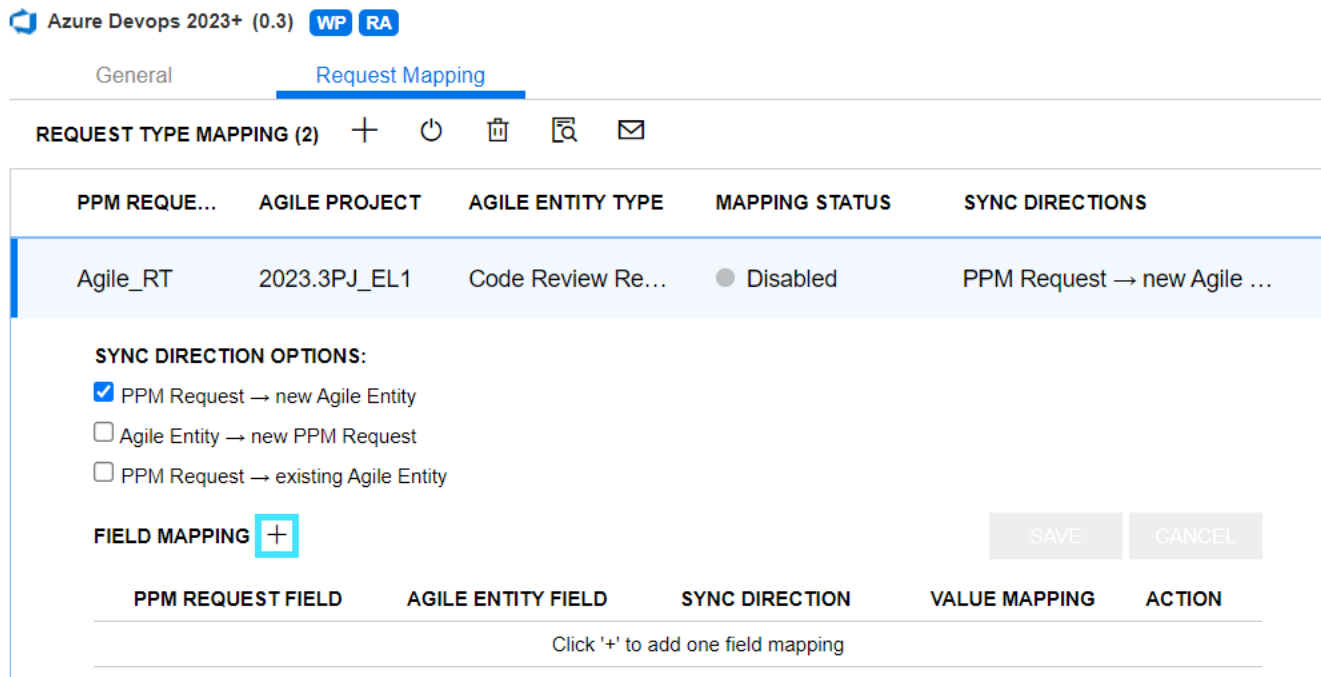 Azure Devops 2023+ (0.3) WP RA
General Request Mapping
REQUEST TYPE MAPPING (2)
PPM REQUE... AGILE PROJECT AGILE ENTITY TYPE MAPPING STATUS SYNC DIRECTIONS
Agile_RT 2023.3PJ_EL1 Code Review Re... Disabled PPM Request → new Agile ...
SYNC DIRECTION OPTIONS:
PPM Request → new Agile Entity
Agile Entity → new PPM Request
PPM Request → existing Agile Entity
FIELD MAPPING + SAVE CANCEL
PPM REQUEST FIELD AGILE ENTITY FIELD SYNC DIRECTION VALUE MAPPING ACTION
Click '+' to add one field mapping